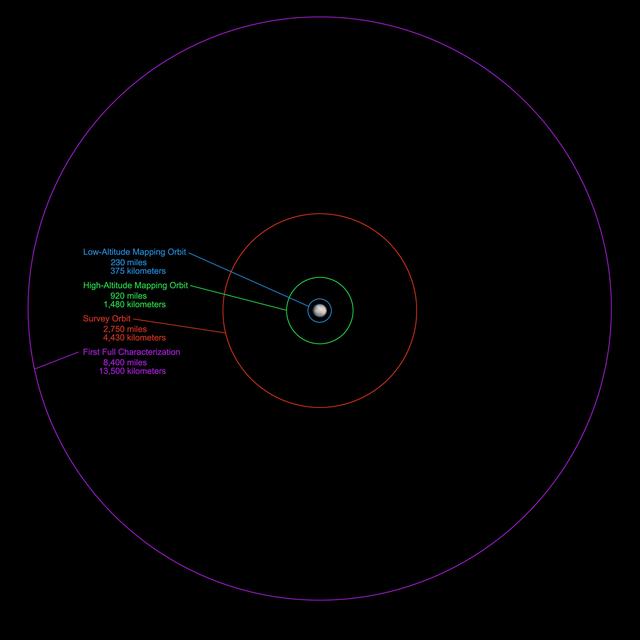 Low-Altitude Mapping Orbit
230 miles
375 kilometers
High-Altitude Mapping Orbit
920 miles
1,480 kilometers
Survey Orbit
2,750 miles
4,430 kilometers
First Full Characterization
8,400 miles
13,500 kilometers